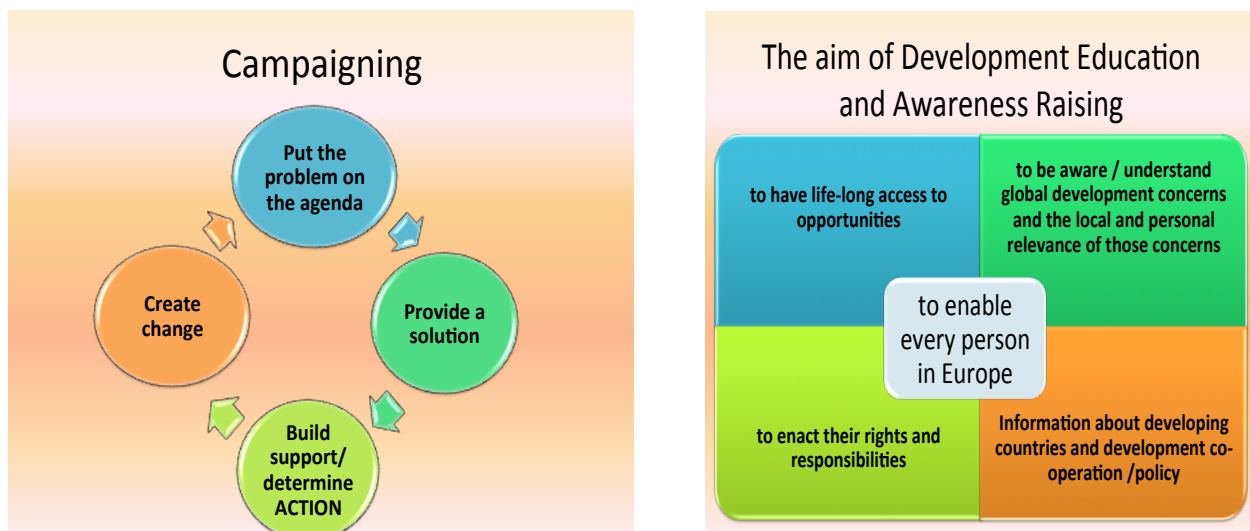 Campaigning
Put the
problem on
the agenda
Provide a
solution
Build
support/
determine
ACTION
Create
change
The aim of Development Education
and Awareness Raising
to have life-long access to
opportunities
to be aware / understand
global development concerns
and the local and personal
relevance of those concerns
to enable
every person
in Europe
to enact their rights and
responsibilities
Information about developing
countries and development co-
operation /policy